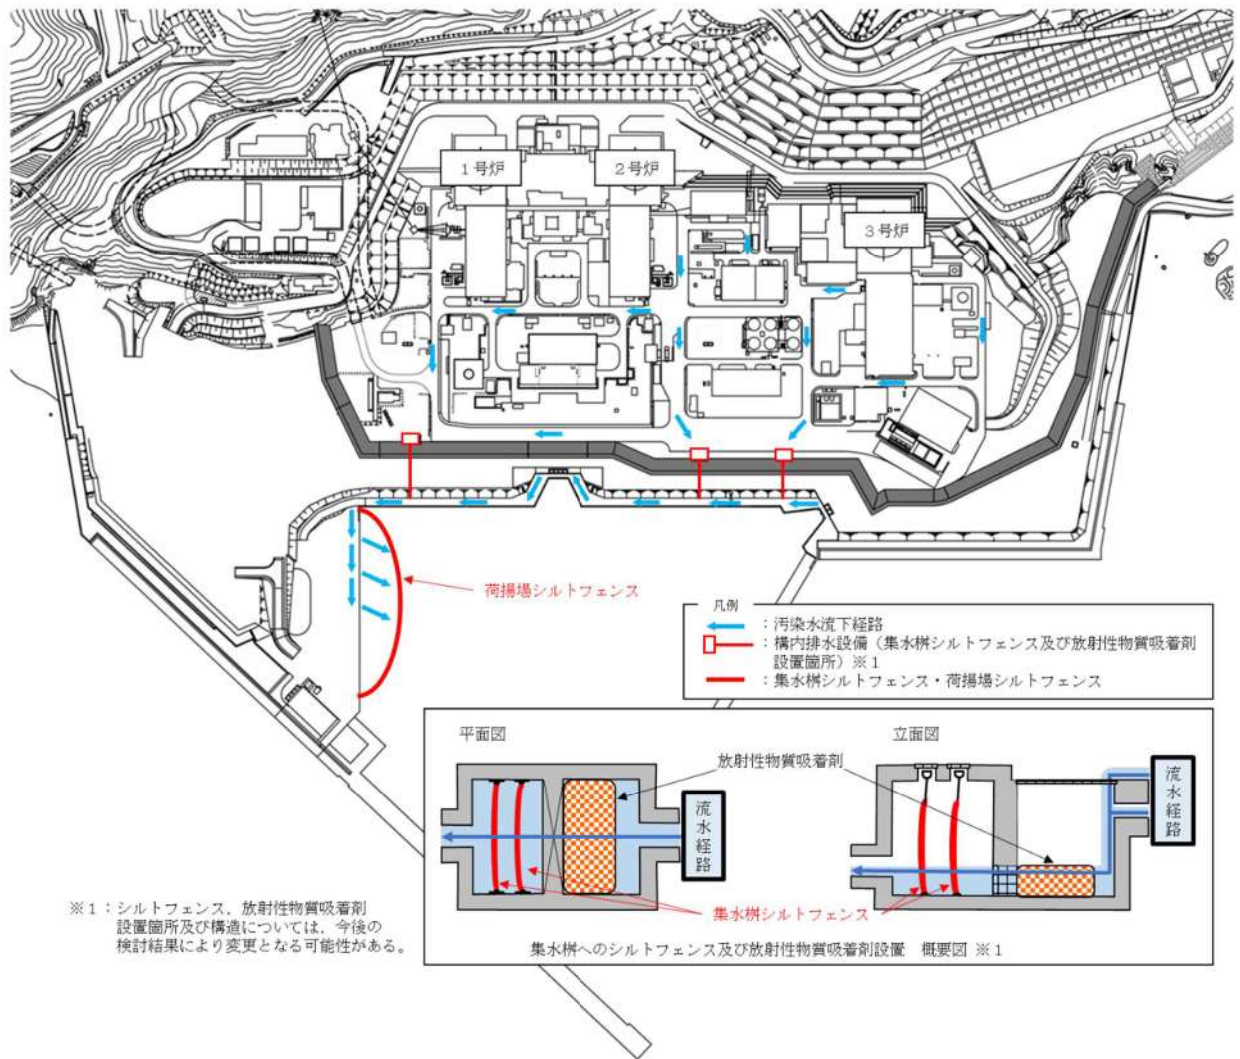 １号炉
２号炉
３号炉
荷揚場シルトフェンス
凡例
：汚染水流下経路
：構内排水設備（集水桝シルトフェンス及び放射性物質吸着剤
設置箇所）※１
：集水桝シルトフェンス・荷揚場シルトフェンス
平面図
立面図
放射性物質吸着剤
流水経路
流水経路
集水桝シルトフェンス
集水桝へのシルトフェンス及び放射性物質吸着剤設置　概要図 ※１
※１：シルトフェンス，放射性物質吸着剤
設置箇所及び構造については，今後の
検討結果により変更となる可能性がある。